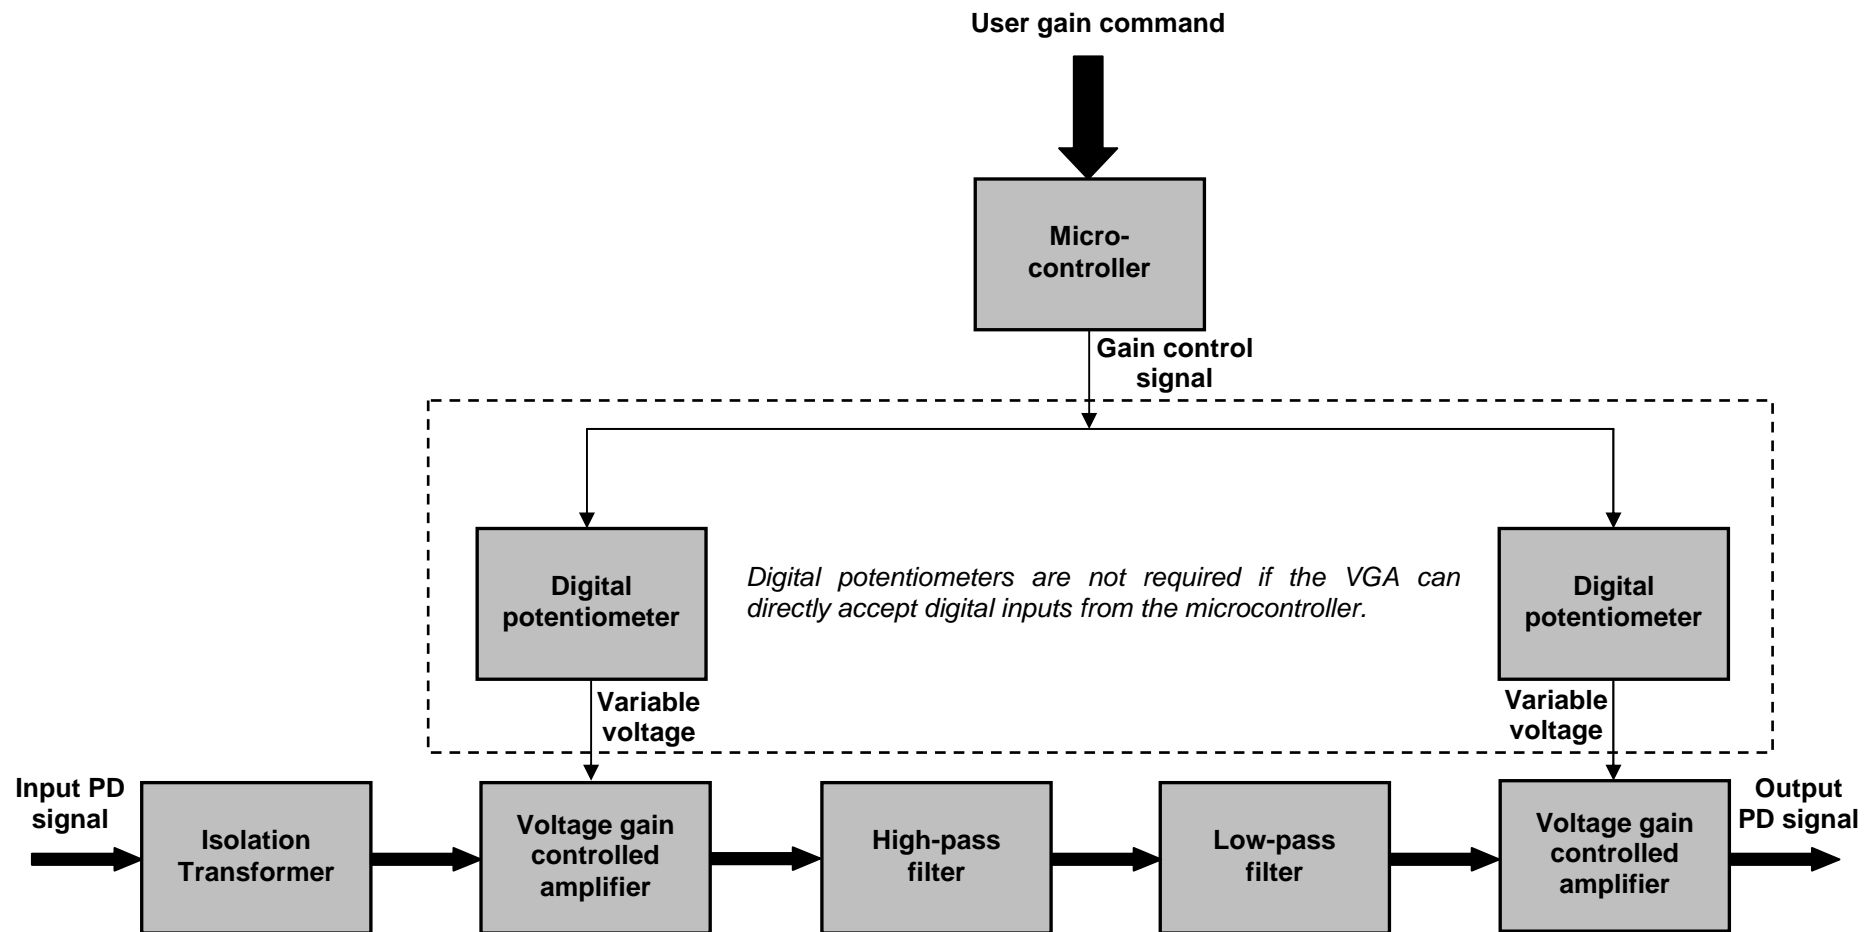 User gain command
Micro-
controller
Gain control
signal
Digital
potentiometer
Digital potentiometers are not required if the VGA can
directly accept digital inputs from the microcontroller.
Digital
potentiometer
Variable
voltage
Variable
voltage
Input PD
signal
Isolation
Transformer
Voltage gain
controlled
amplifier
High-pass
filter
Low-pass
filter
Voltage gain
controlled
amplifier
Output
PD signal